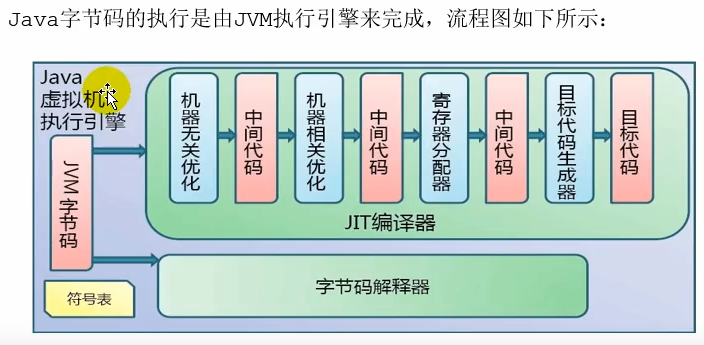 Java字节码的执行是由JVM执行引擎来完成，流程图如下所示：
Java
虚拟机
执行引擎
JVM字节码
机器无关优化
中间代码
机器相关优化
中间代码
寄存器分配器
中间代码
目标代码生成器
目标代码
JIT编译器
字节码解释器
符号表